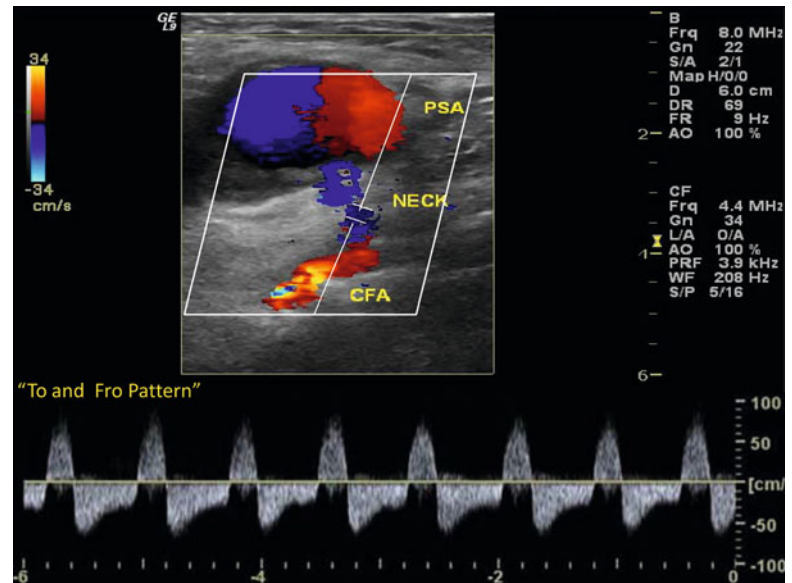 GE
L9
34
-34
cm/s
PSA
NECK
CFA
B
Frq 8.0 MHz
Gn 22
S/A 2/1
Map H/0/0
D 6.0 cm
DR 69
FR 9 Hz
AO 100 %
CF
Frq 4.4 MHz
Gn 34
L/A 0/A
AO 100 %
PRF 3.9 kHz
WF 208 Hz
S/P 5/16
2
4
6
"To and Fro Pattern"
100
50
[cm/
-50
-100
-6
-4
-2
0